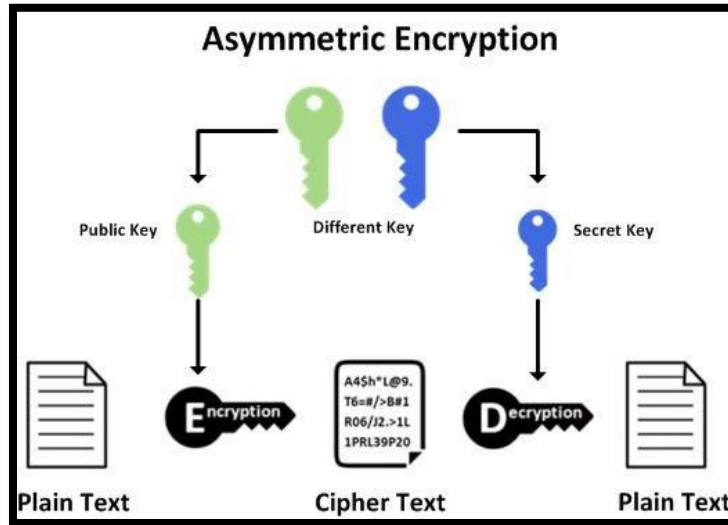 Asymmetric Encryption
Public Key
Different Key
Secret Key
Encryption
A4$h*L@9.
T6=#/>B#1
R06/J2.>1L
1PRL39P20
Decryption
Plain Text
Cipher Text
Plain Text